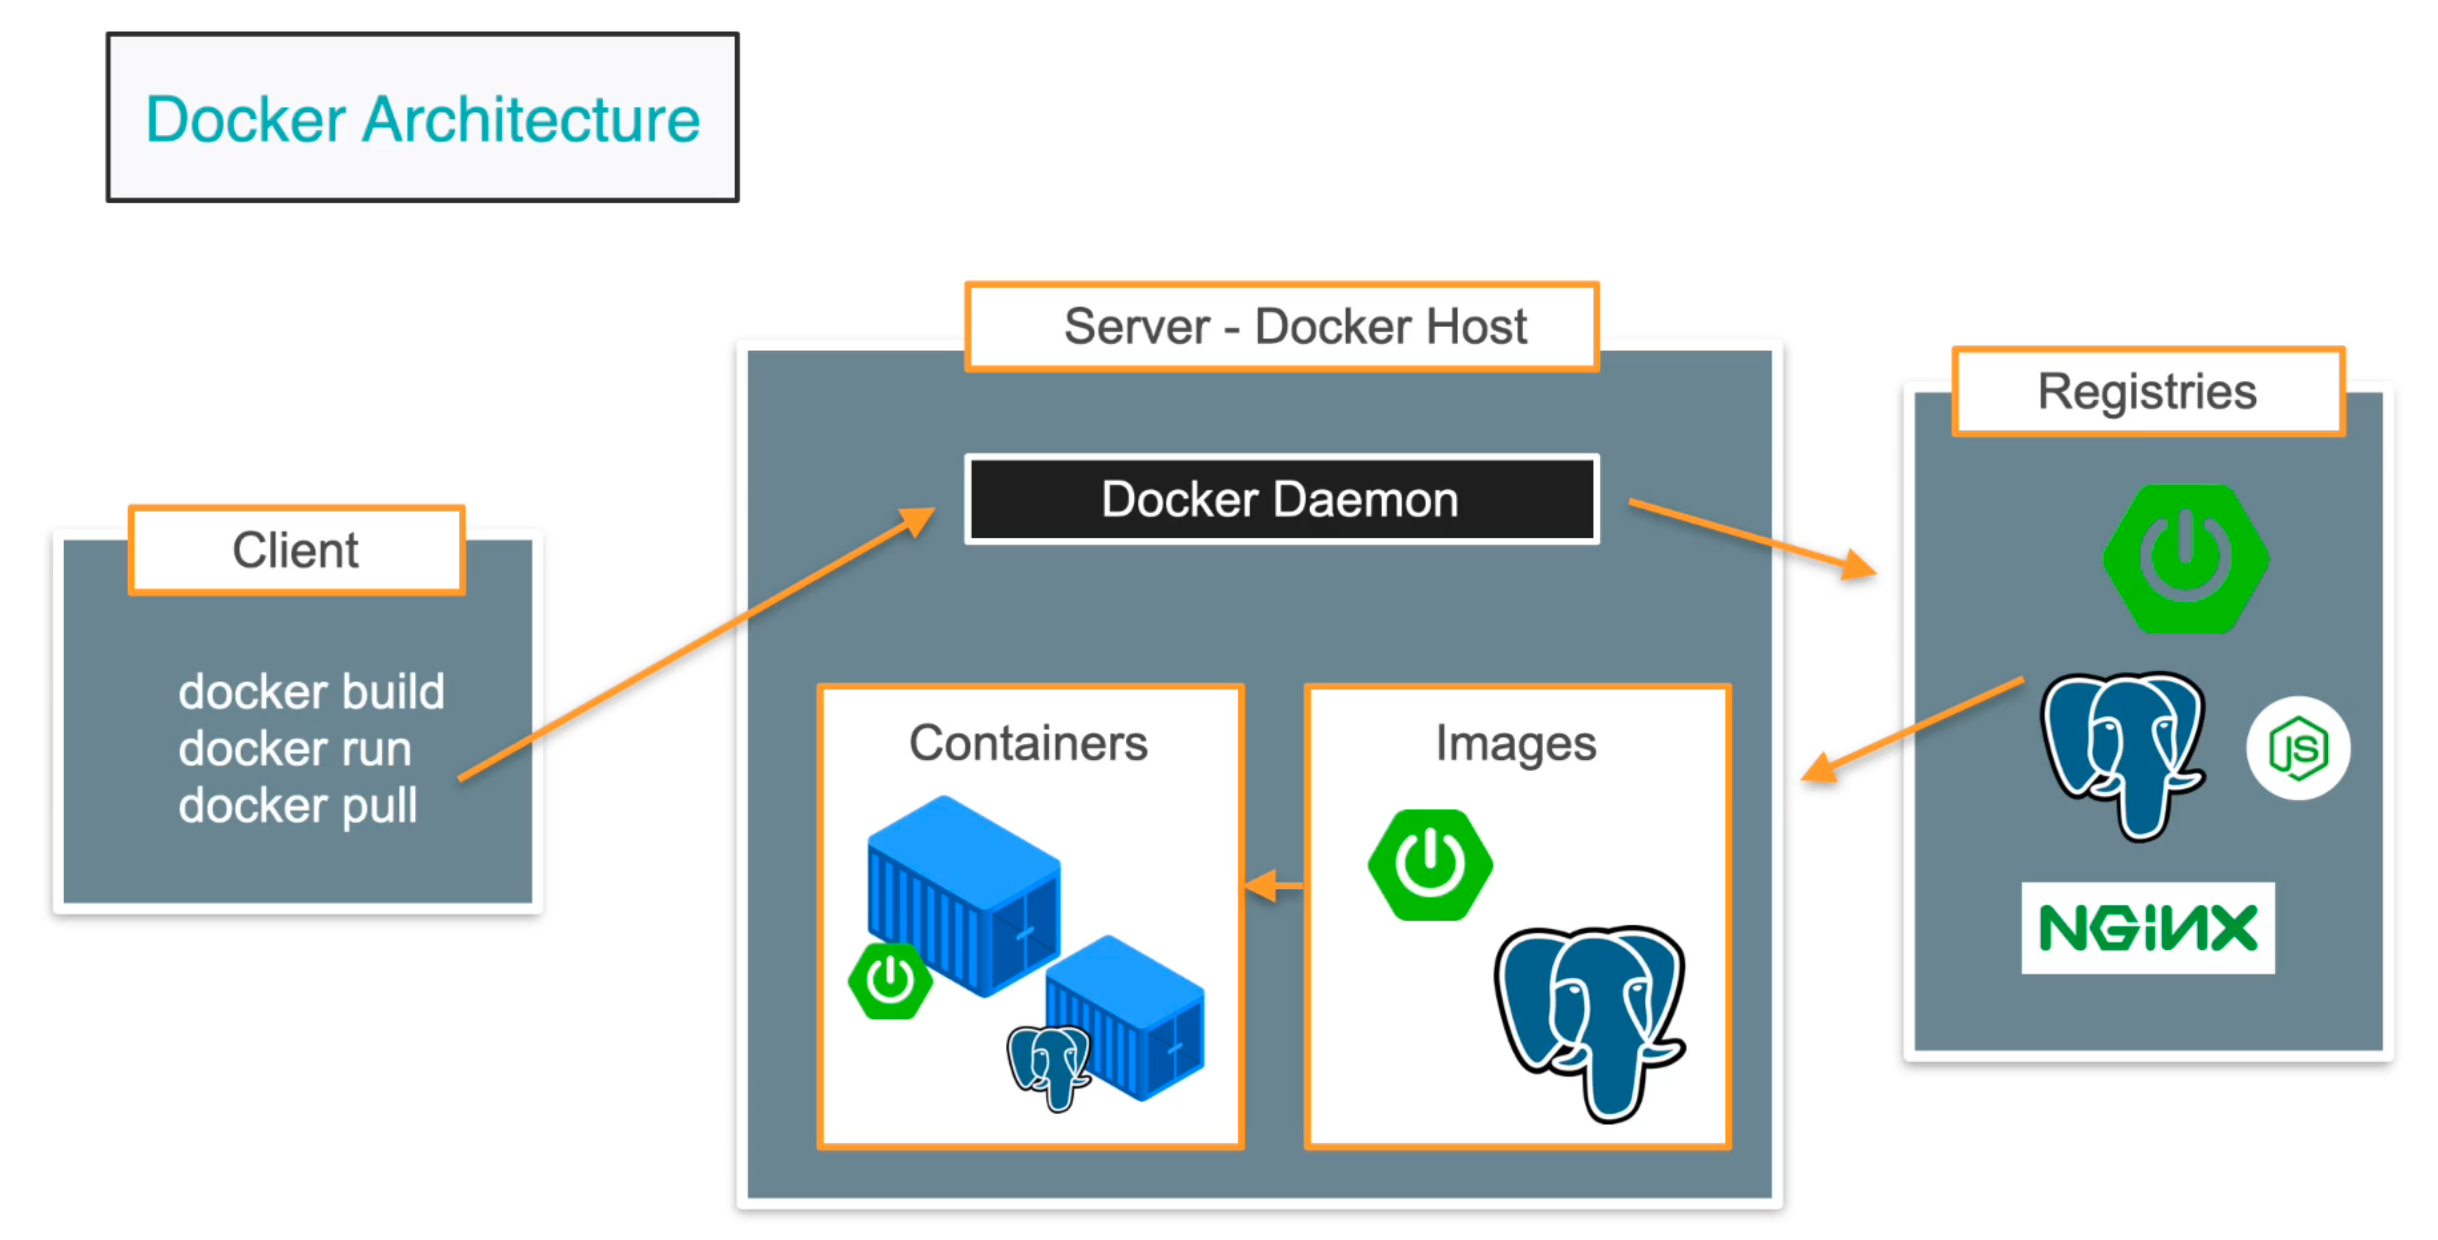 Docker Architecture
Client
docker build
docker run
docker pull
Server - Docker Host
Docker Daemon
Containers
Images
Registries
JS
NGINX